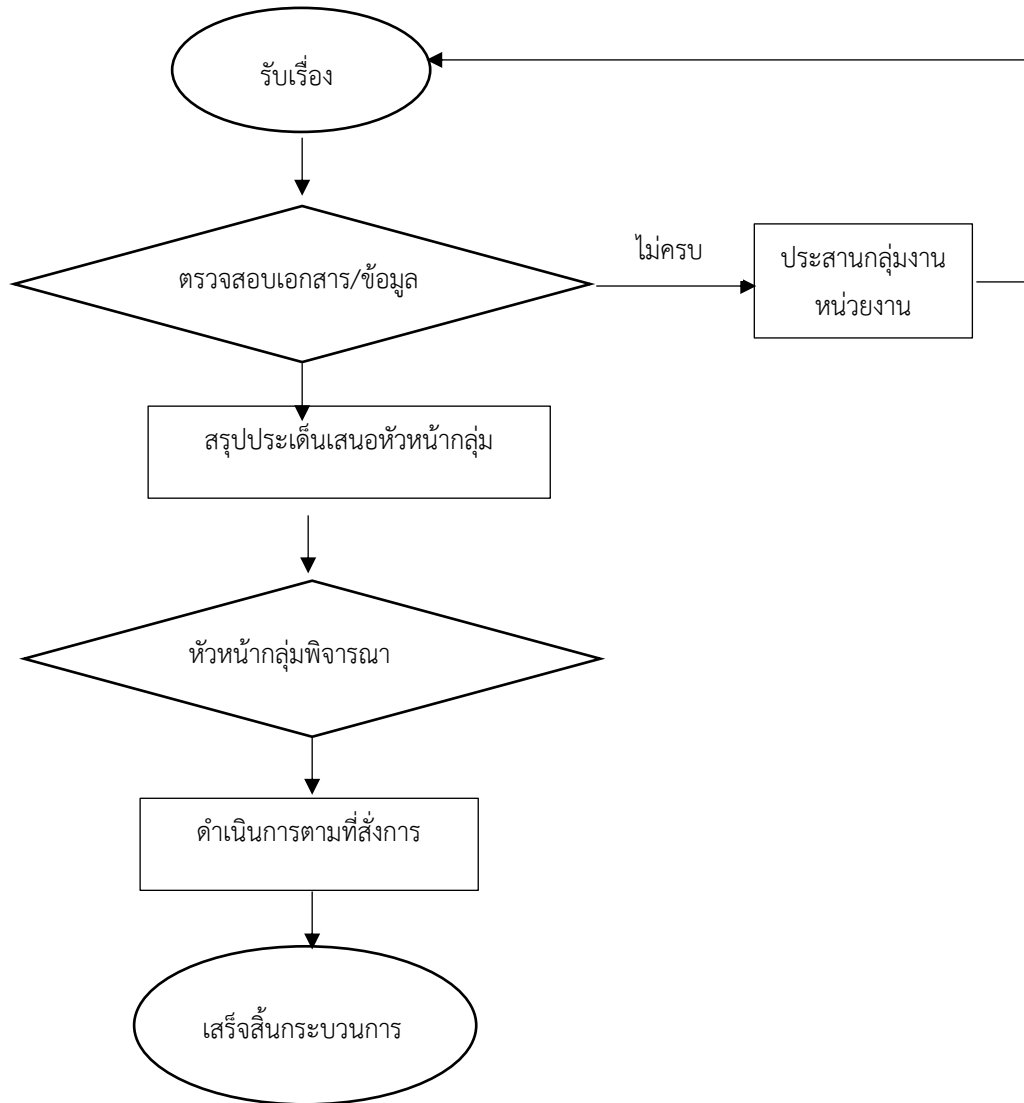 รับเรื่อง
ตรวจสอบเอกสาร/ข้อมูล
ไม่ครบ
ประสานกลุ่มงาน
หน่วยงาน
สรุปประเด็นเสนอหัวหน้ากลุ่ม
หัวหน้ากลุ่มพิจารณา
ดำเนินการตามที่สั่งการ
เสร็จสิ้นกระบวนการ